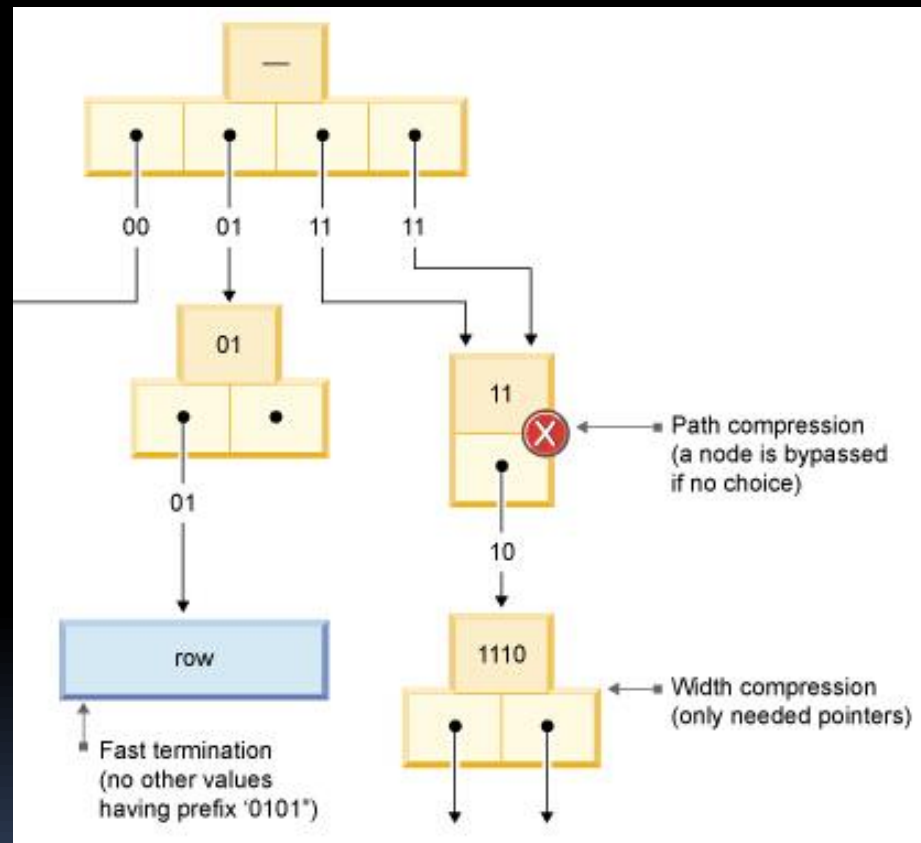 —
00
01
11
11
01
11
Path compression
(a node is bypassed
if no choice)
01
10
row
1110
Width compression
(only needed pointers)
Fast termination
(no other values
having prefix '0101")